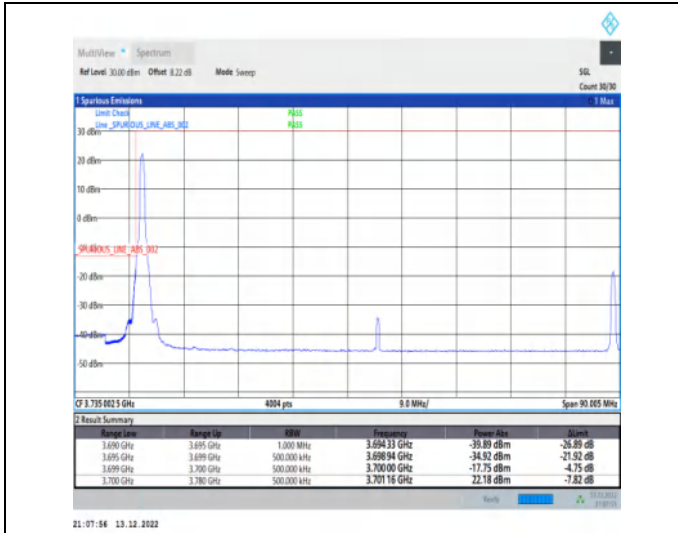 MultiView Spectrum
Ref Level 30.00 dBm Offset 8.22 dB Mode Sweep SGL
Count 30/30
1 Spurious Emissions 1 Max
Limit Check PASS
Line _SPURIOUS_LINE_ABS_002 PASS
30 dBm
20 dBm
10 dBm
0 dBm
_SPURIOUS_LINE_ABS_002
-20 dBm
-30 dBm
-40 dBm
-50 dBm
CF 3.735 002 5 GHz 4004 pts 9.0 MHz/ Span 90.005 MHz
2 Result Summary
Range Low Range Up RBW Frequency Power Abs ΔLimit
3.690 GHz 3.695 GHz 1.000 MHz 3.694 33 GHz -39.89 dBm -26.89 dB
3.695 GHz 3.699 GHz 500.000 kHz 3.698 94 GHz -34.92 dBm -21.92 dB
3.699 GHz 3.700 GHz 500.000 kHz 3.700 00 GHz -17.75 dBm -4.75 dB
3.700 GHz 3.780 GHz 500.000 kHz 3.701 16 GHz 22.18 dBm -7.82 dB
Ready 13.12.2022
21:07:56 13.12.2022